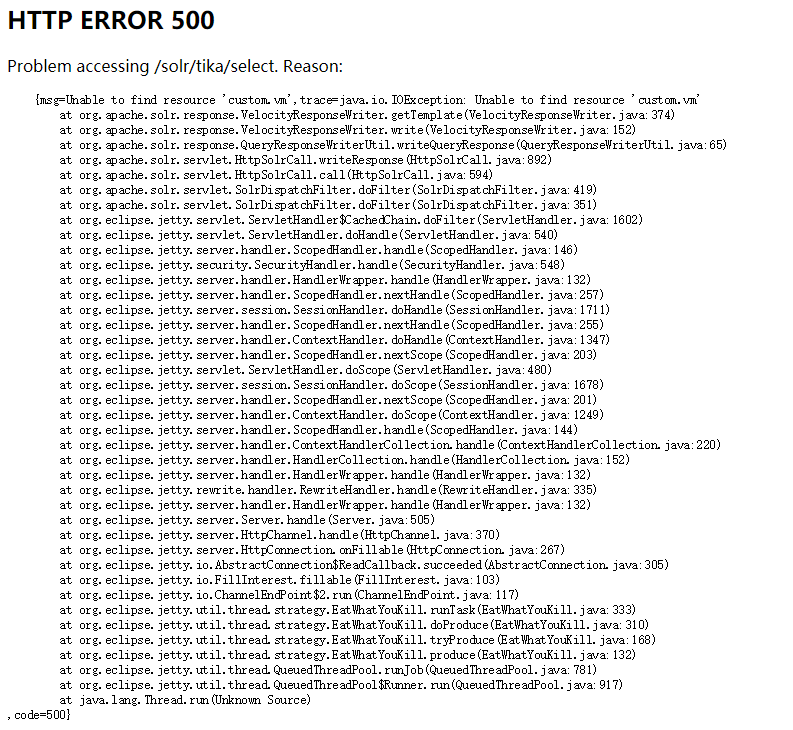 HTTP ERROR 500
Problem accessing /solr/tika/select. Reason:
{msg=Unable to find resource 'custom.vm',trace=java.io.IOException: Unable to find resource 'custom.vm'
at org.apache.solr.response.VelocityResponseWriter.getTemplate(VelocityResponseWriter.java:374)
at org.apache.solr.response.VelocityResponseWriter.write(VelocityResponseWriter.java:152)
at org.apache.solr.response.QueryResponseWriterUtil.writeQueryResponse(QueryResponseWriterUtil.java:65)
at org.apache.solr.servlet.HttpSolrCall.writeResponse(HttpSolrCall.java:892)
at org.apache.solr.servlet.HttpSolrCall.call(HttpSolrCall.java:594)
at org.apache.solr.servlet.SolrDispatchFilter.doFilter(SolrDispatchFilter.java:419)
at org.apache.solr.servlet.SolrDispatchFilter.doFilter(SolrDispatchFilter.java:351)
at org.eclipse.jetty.servlet.ServletHandler$CachedChain.doFilter(ServletHandler.java:1602)
at org.eclipse.jetty.servlet.ServletHandler.doHandle(ServletHandler.java:540)
at org.eclipse.jetty.server.handler.ScopedHandler.handle(ScopedHandler.java:146)
at org.eclipse.jetty.security.SecurityHandler.handle(SecurityHandler.java:548)
at org.eclipse.jetty.server.handler.HandlerWrapper.handle(HandlerWrapper.java:132)
at org.eclipse.jetty.server.handler.ScopedHandler.nextHandle(ScopedHandler.java:257)
at org.eclipse.jetty.server.session.SessionHandler.doHandle(SessionHandler.java:1711)
at org.eclipse.jetty.server.handler.ScopedHandler.nextHandle(ScopedHandler.java:255)
at org.eclipse.jetty.server.handler.ContextHandler.doHandle(ContextHandler.java:1347)
at org.eclipse.jetty.server.handler.ScopedHandler.nextScope(ScopedHandler.java:203)
at org.eclipse.jetty.servlet.ServletHandler.doScope(ServletHandler.java:480)
at org.eclipse.jetty.server.session.SessionHandler.doScope(SessionHandler.java:1678)
at org.eclipse.jetty.server.handler.ScopedHandler.nextScope(ScopedHandler.java:201)
at org.eclipse.jetty.server.handler.ContextHandler.doScope(ContextHandler.java:1249)
at org.eclipse.jetty.server.handler.ScopedHandler.handle(ScopedHandler.java:144)
at org.eclipse.jetty.server.handler.ContextHandlerCollection.handle(ContextHandlerCollection.java:220)
at org.eclipse.jetty.server.handler.HandlerCollection.handle(HandlerCollection.java:152)
at org.eclipse.jetty.server.handler.HandlerWrapper.handle(HandlerWrapper.java:132)
at org.eclipse.jetty.rewrite.handler.RewriteHandler.handle(RewriteHandler.java:335)
at org.eclipse.jetty.server.handler.HandlerWrapper.handle(HandlerWrapper.java:132)
at org.eclipse.jetty.server.Server.handle(Server.java:505)
at org.eclipse.jetty.server.HttpChannel.handle(HttpChannel.java:370)
at org.eclipse.jetty.server.HttpConnection.onFillable(HttpConnection.java:267)
at org.eclipse.jetty.io.AbstractConnection$ReadCallback.succeeded(AbstractConnection.java:305)
at org.eclipse.jetty.io.FillInterest.fillable(FillInterest.java:103)
at org.eclipse.jetty.io.ChannelEndPoint$2.run(ChannelEndPoint.java:117)
at org.eclipse.jetty.util.thread.strategy.EatWhatYouKill.runTask(EatWhatYouKill.java:333)
at org.eclipse.jetty.util.thread.strategy.EatWhatYouKill.doProduce(EatWhatYouKill.java:310)
at org.eclipse.jetty.util.thread.strategy.EatWhatYouKill.tryProduce(EatWhatYouKill.java:168)
at org.eclipse.jetty.util.thread.strategy.EatWhatYouKill.produce(EatWhatYouKill.java:132)
at org.eclipse.jetty.util.thread.QueuedThreadPool.runJob(QueuedThreadPool.java:781)
at org.eclipse.jetty.util.thread.QueuedThreadPool$Runner.run(QueuedThreadPool.java:917)
at java.lang.Thread.run(Unknown Source)
,code=500}